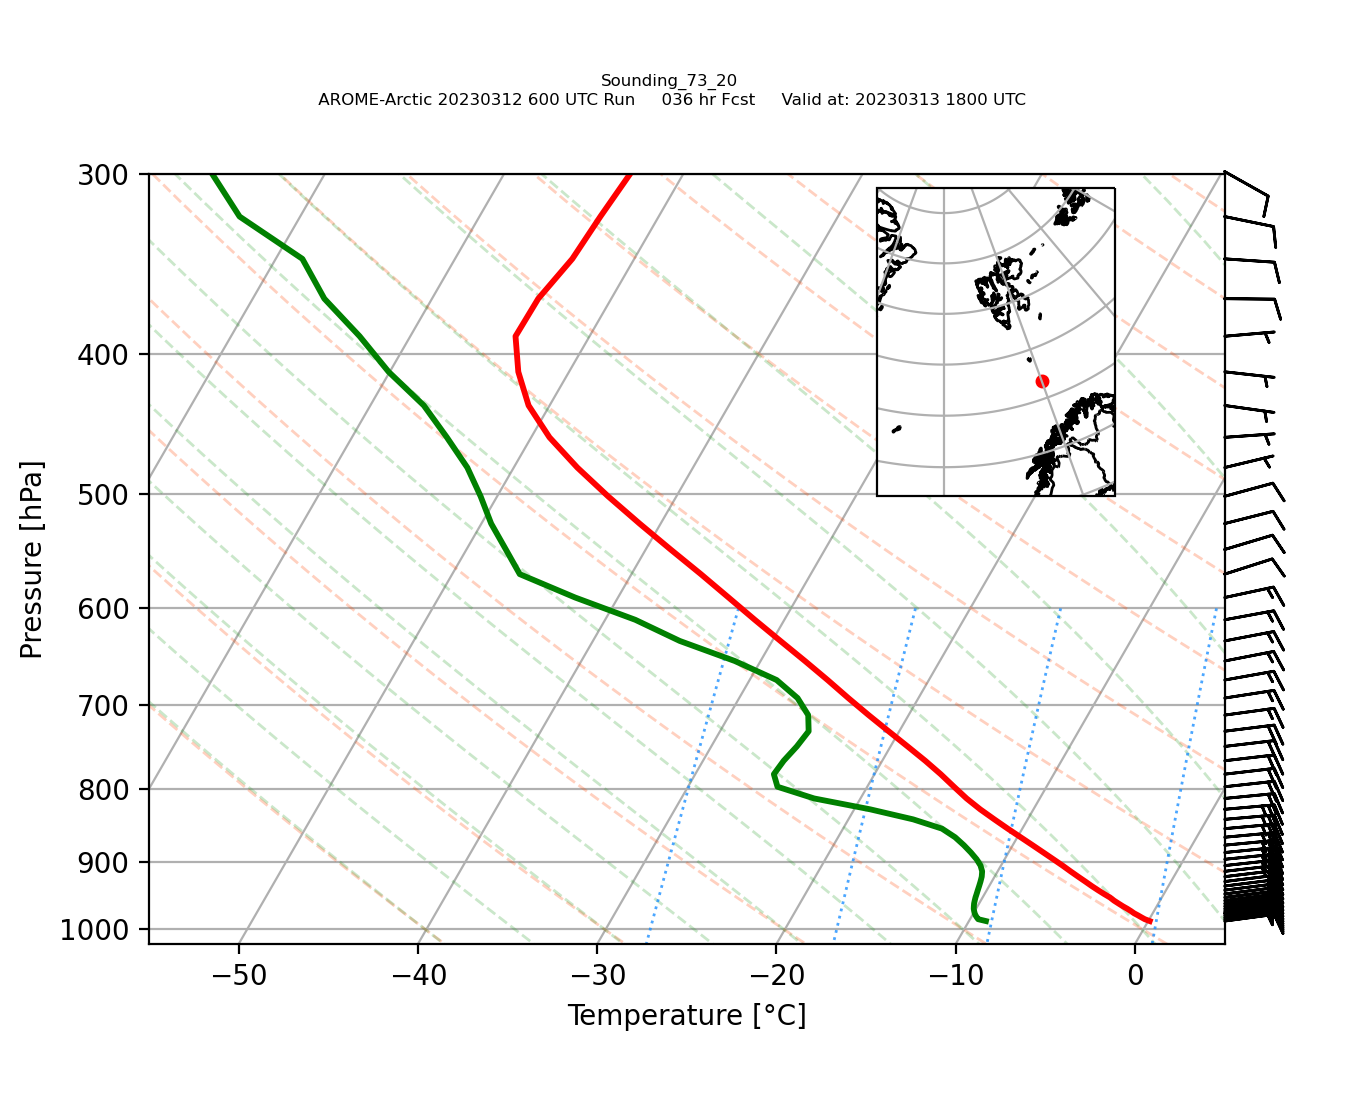 Sounding_73_20
AROME-Arctic 20230312 600 UTC Run 036 hr Fcst Valid at: 20230313 1800 UTC
300
400
500
600
700
800
900
1000
Pressure [hPa]
−50 −40 −30 −20 −10 0
Temperature [°C]